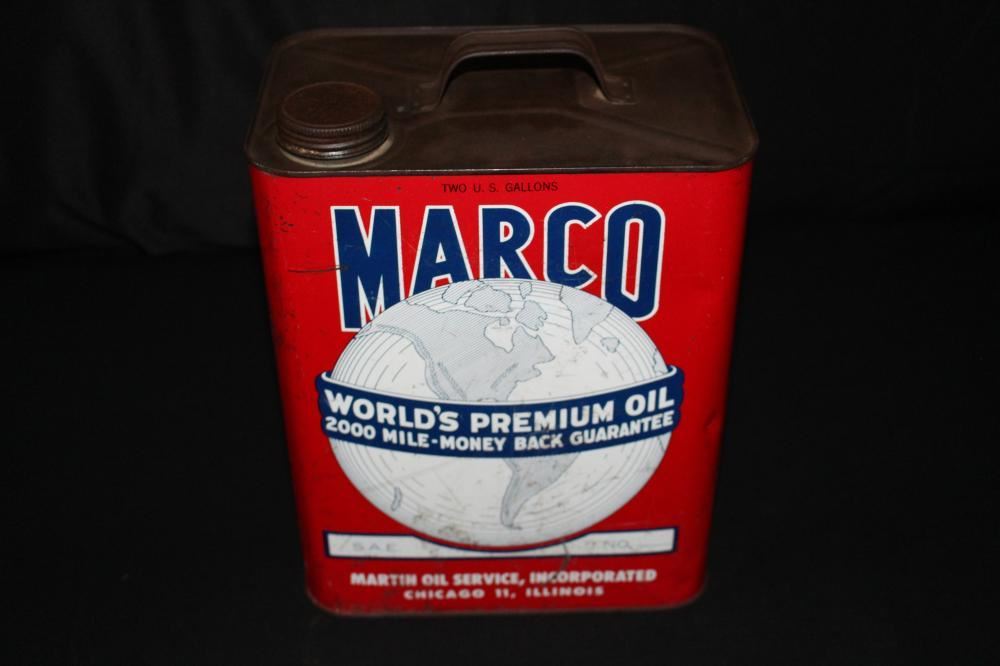 TWO U. S. GALLONS
MARCO
WORLD'S PREMIUM OIL
2000 MILE-MONEY BACK GUARANTEE
SAE NO.
MARTIN OIL SERVICE, INCORPORATED
CHICAGO 11, ILLINOIS